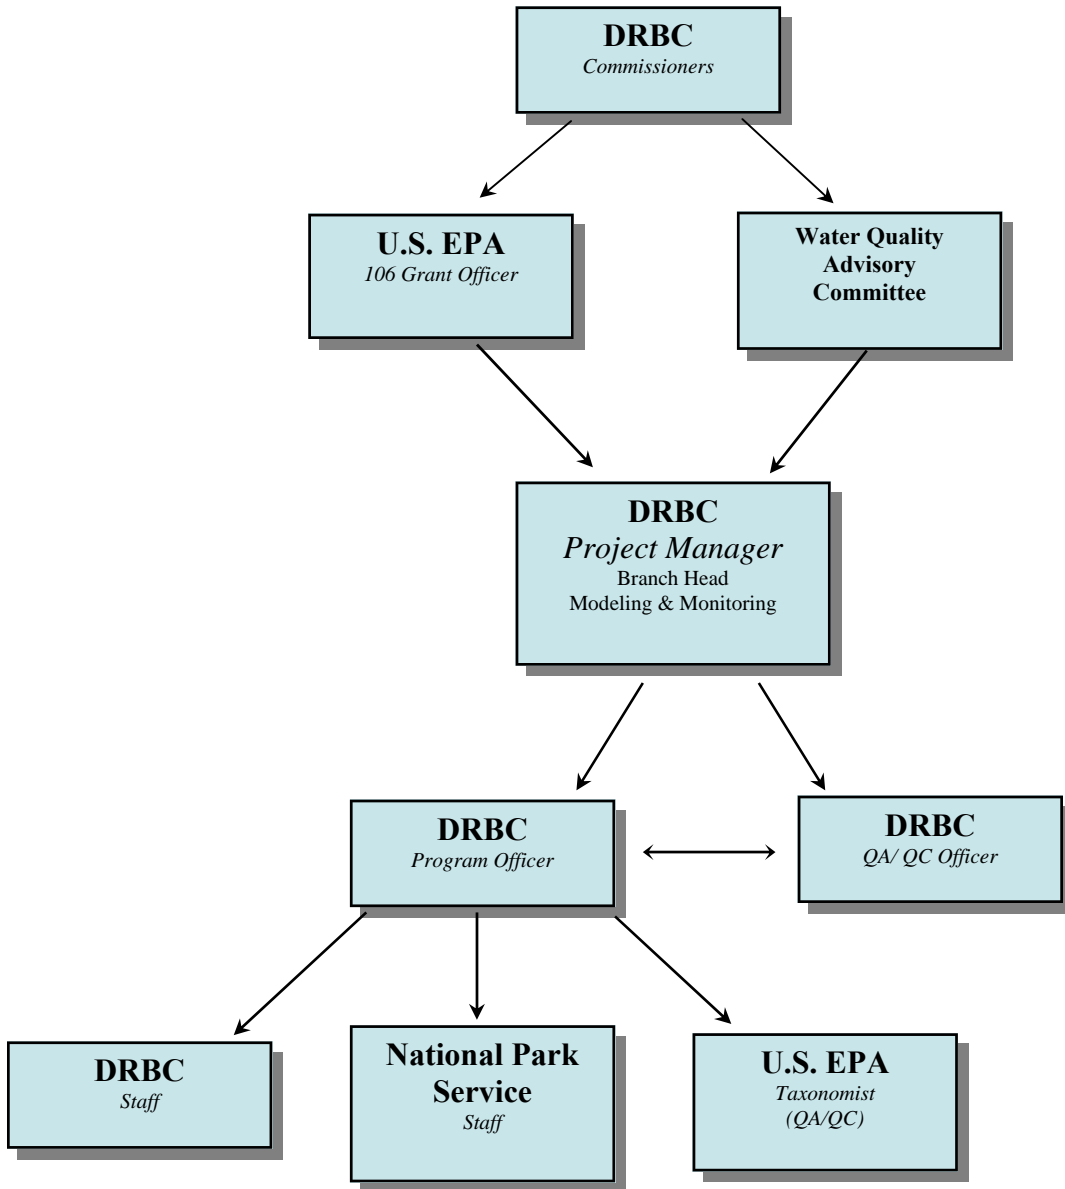 DRBC
Commissioners
U.S. EPA
106 Grant Officer
Water Quality
Advisory
Committee
DRBC
Project Manager
Branch Head
Modeling & Monitoring
DRBC
Program Officer
DRBC
QA/ QC Officer
DRBC
Staff
National Park
Service
Staff
U.S. EPA
Taxonomist
(QA/QC)